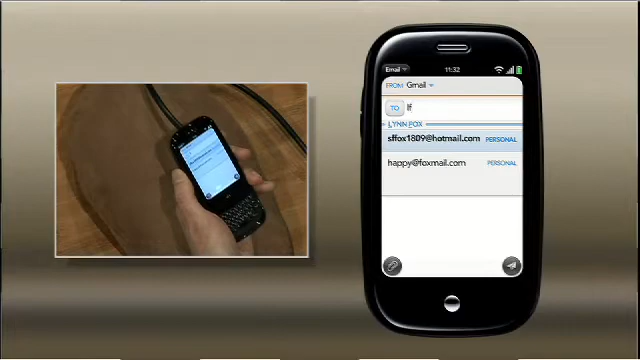 Email 11:32
FROM Gmail
TO lf
LYNN FOX
sffox1809@hotmail.com PERSONAL
happy@foxmail.com PERSONAL